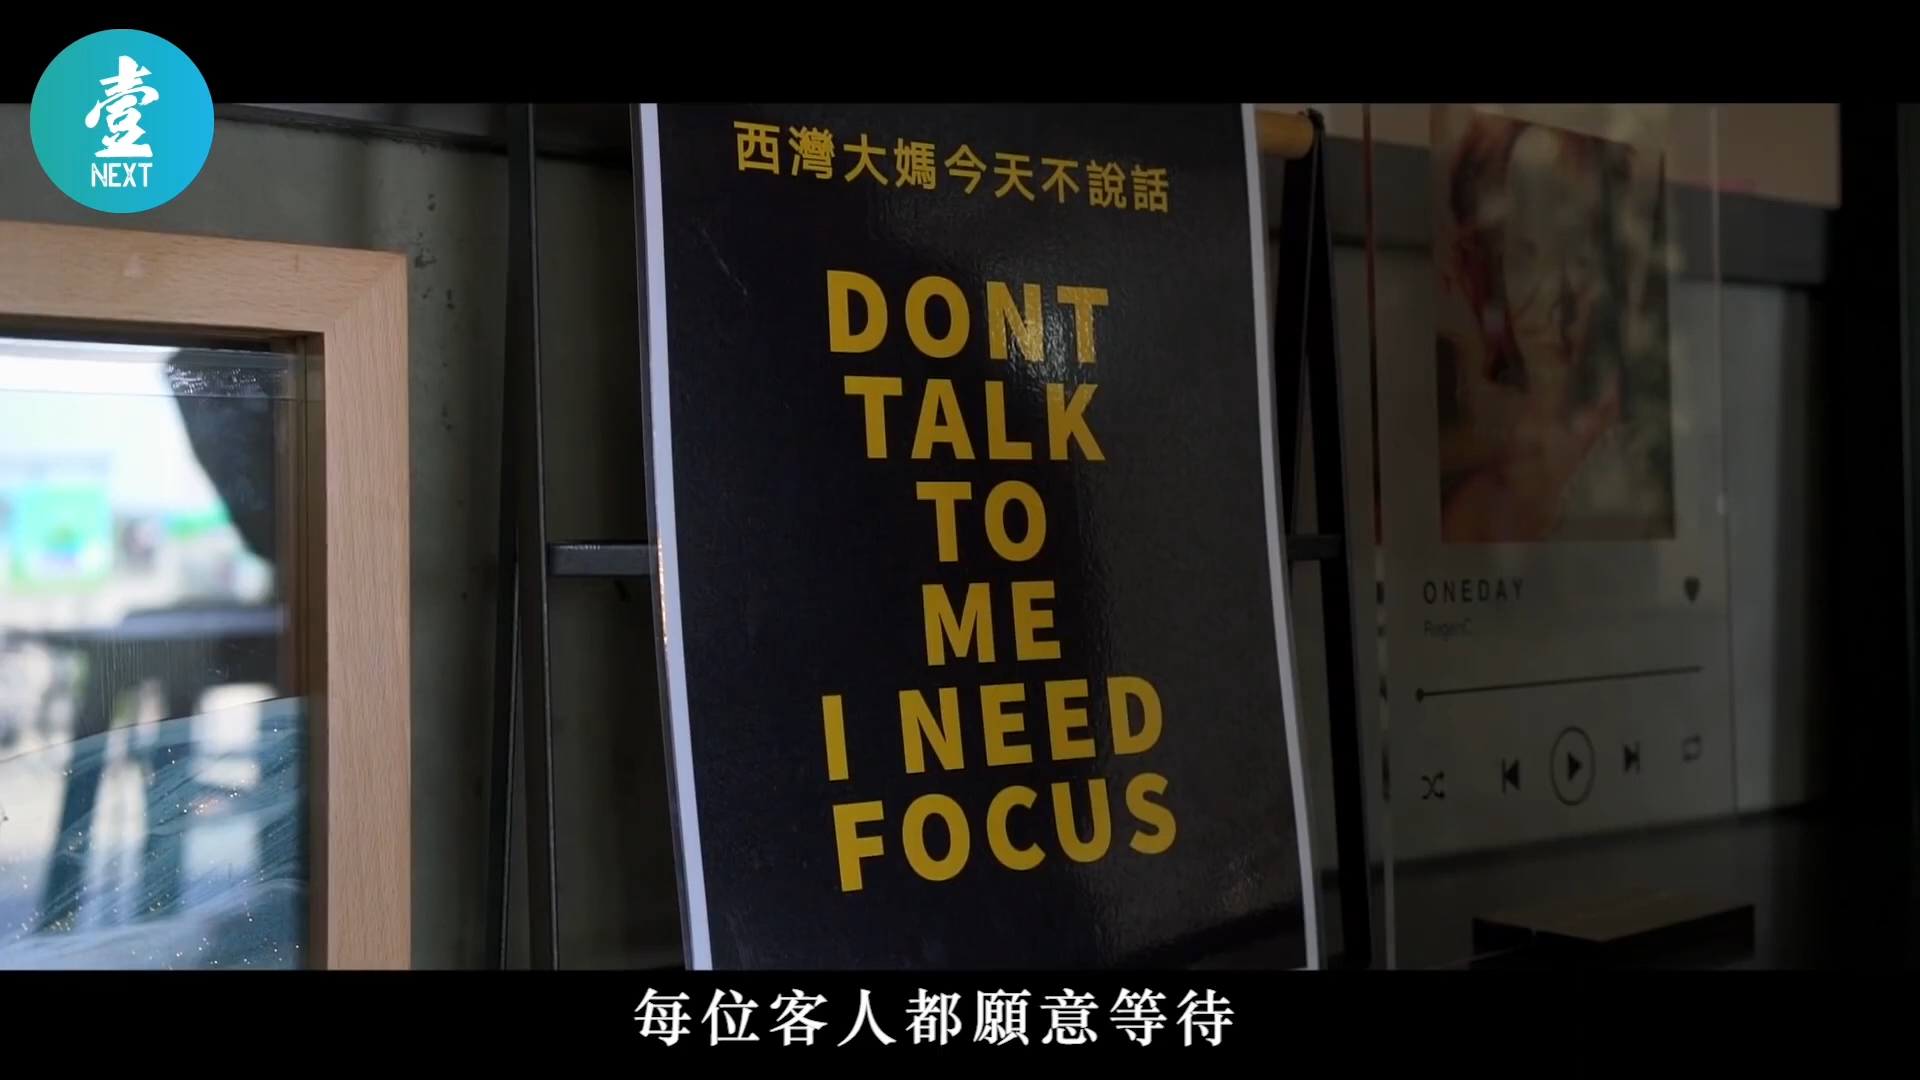 壹
NEXT
西灣大媽今天不說話
DONT
TALK
TO
ME
I NEED
FOCUS
ONEDAY
每位客人都願意等待